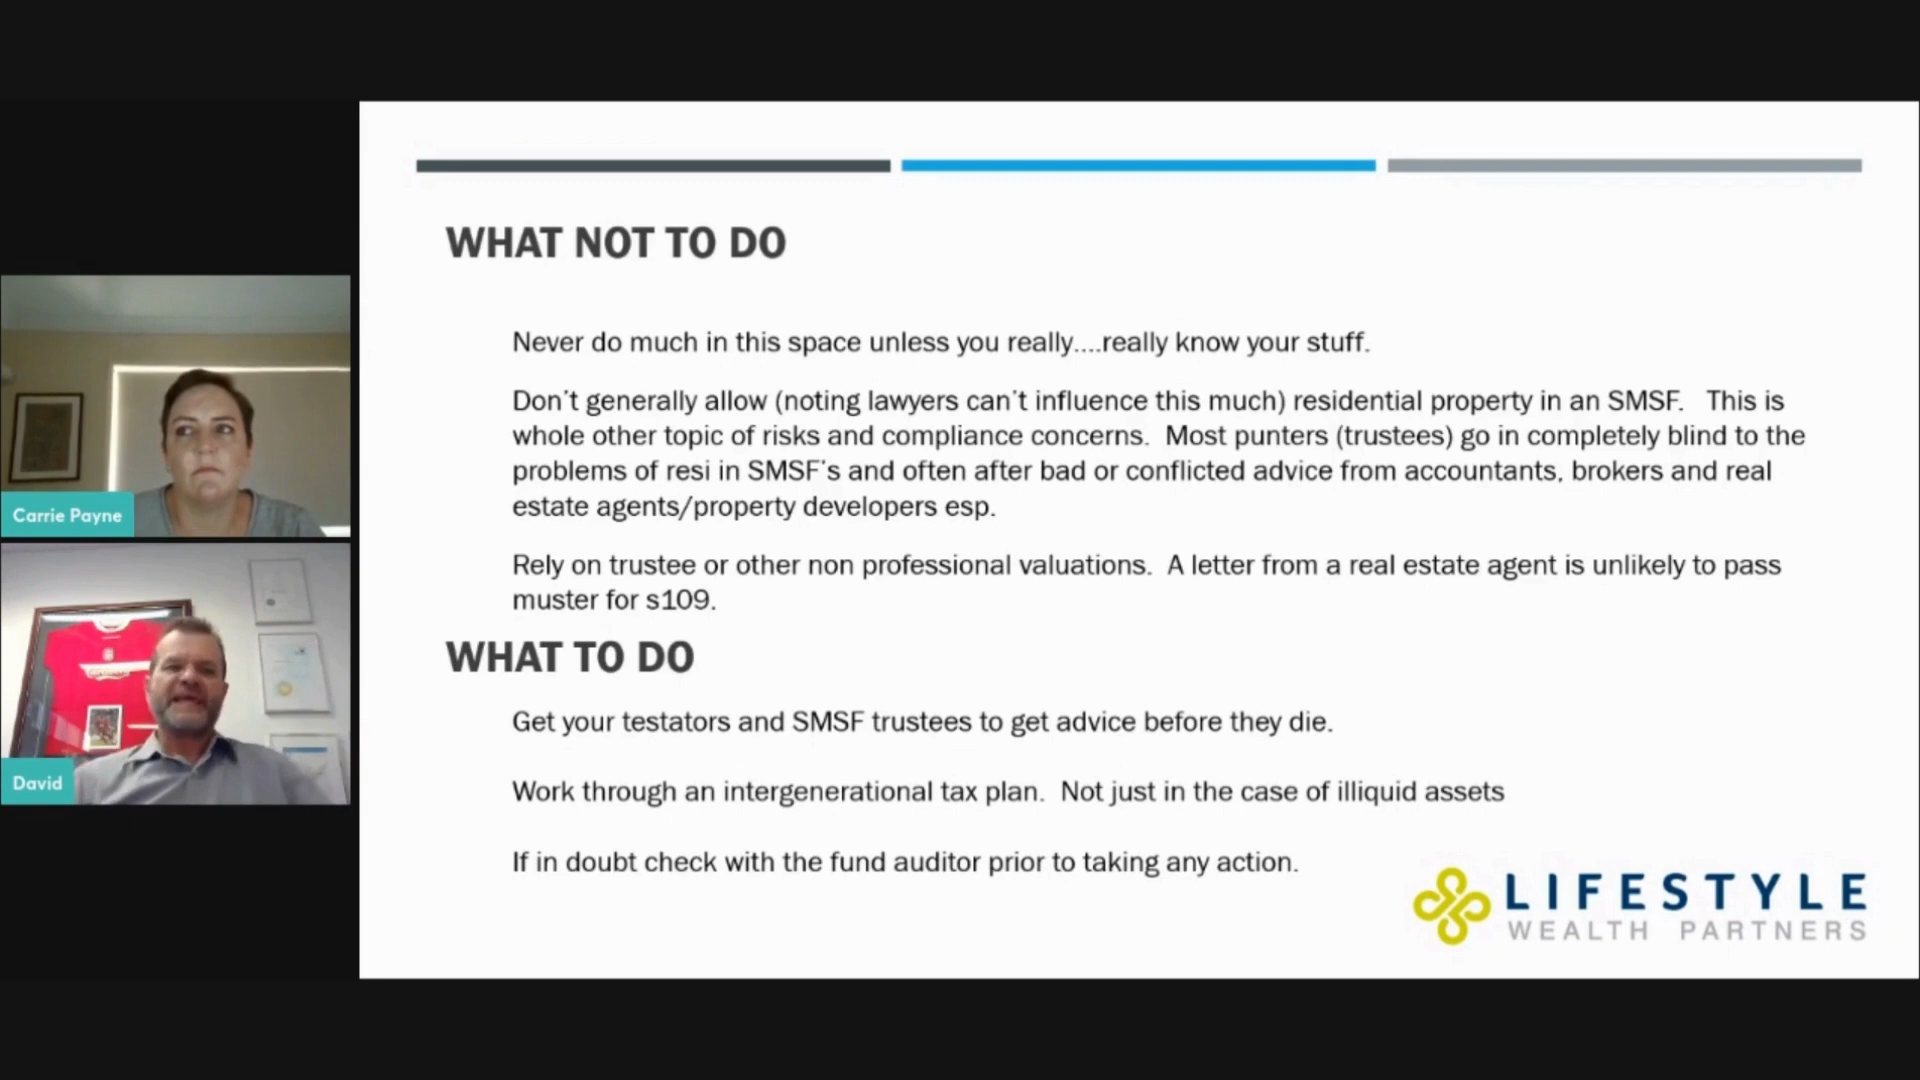 WHAT NOT TO DO
Never do much in this space unless you really....really know your stuff.
Don't generally allow (noting lawyers can't influence this much) residential property in an SMSF.   This is
whole other topic of risks and compliance concerns.  Most punters (trustees) go in completely blind to the
problems of resi in SMSF's and often after bad or conflicted advice from accountants, brokers and real
estate agents/property developers esp.
Rely on trustee or other non professional valuations.  A letter from a real estate agent is unlikely to pass
muster for s109.
WHAT TO DO
Get your testators and SMSF trustees to get advice before they die.
Work through an intergenerational tax plan.  Not just in the case of illiquid assets
If in doubt check with the fund auditor prior to taking any action.
LIFESTYLE
WEALTH PARTNERS
Carrie Payne
David